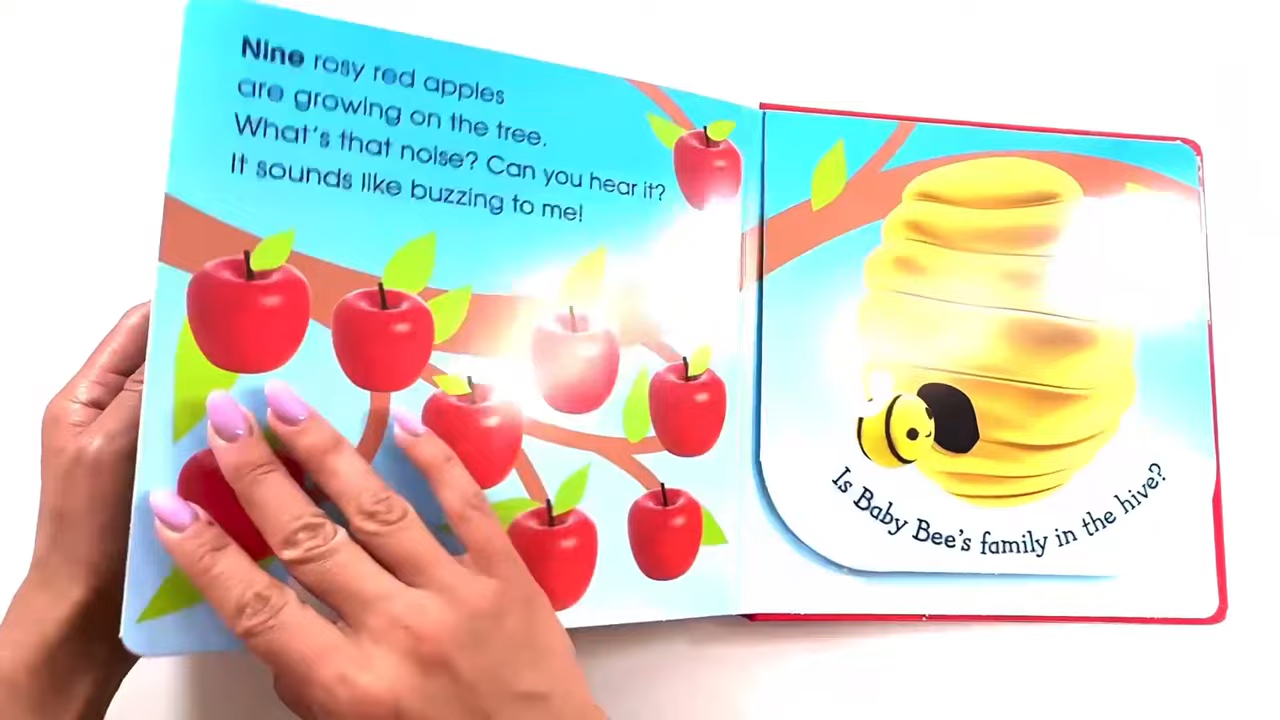 Nine rosy red apples
are growing on the tree.
What's that noise? Can you hear it?
It sounds like buzzing to me!
Is Baby Bee's family in the hive?